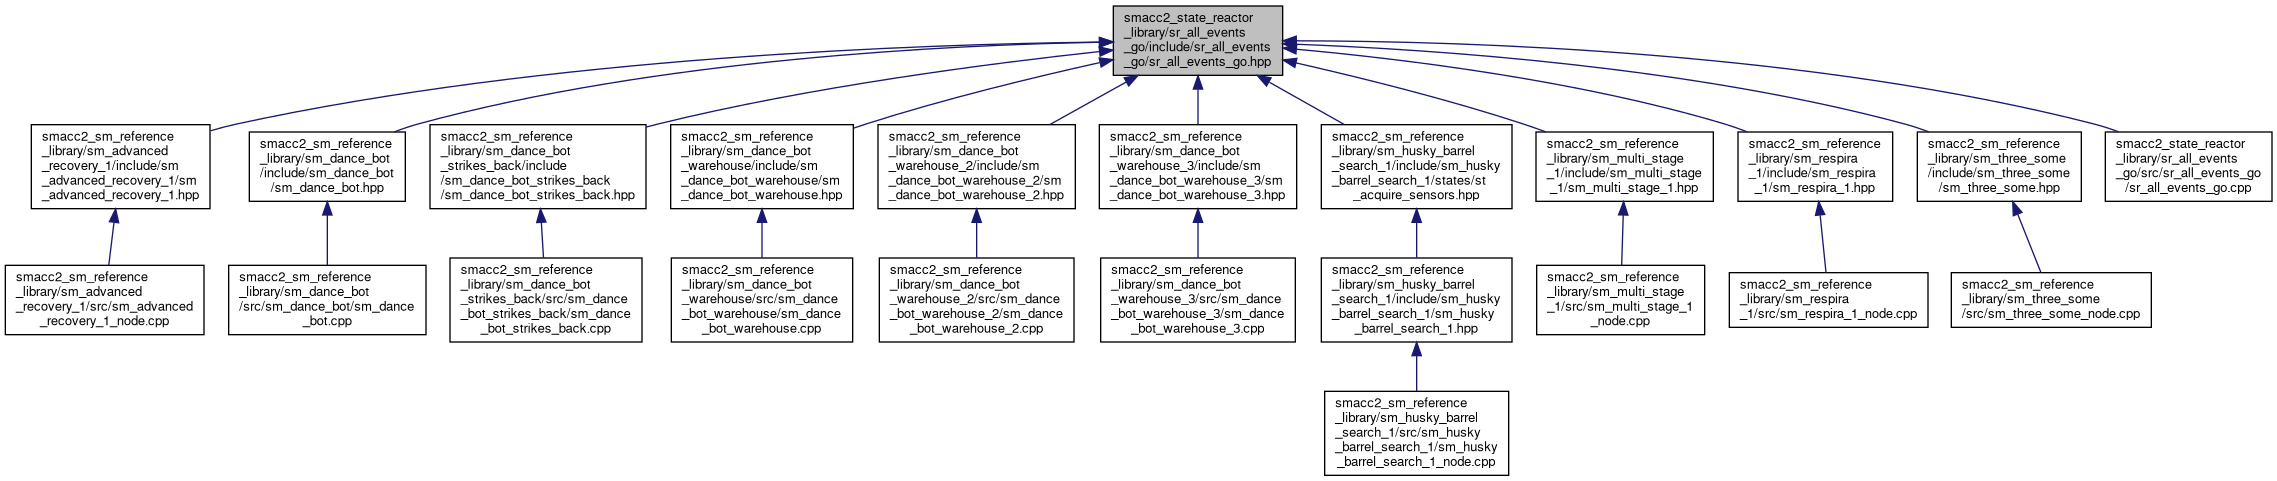 smacc2_state_reactor
_library/sr_all_events
_go/include/sr_all_events
_go/sr_all_events_go.hpp
smacc2_sm_reference
_library/sm_advanced
_recovery_1/include/sm
_advanced_recovery_1/sm
_advanced_recovery_1.hpp
smacc2_sm_reference
_library/sm_dance_bot
/include/sm_dance_bot
/sm_dance_bot.hpp
smacc2_sm_reference
_library/sm_dance_bot
_strikes_back/include
/sm_dance_bot_strikes_back
/sm_dance_bot_strikes_back.hpp
smacc2_sm_reference
_library/sm_dance_bot
_warehouse/include/sm
_dance_bot_warehouse/sm
_dance_bot_warehouse.hpp
smacc2_sm_reference
_library/sm_dance_bot
_warehouse_2/include/sm
_dance_bot_warehouse_2/sm
_dance_bot_warehouse_2.hpp
smacc2_sm_reference
_library/sm_dance_bot
_warehouse_3/include/sm
_dance_bot_warehouse_3/sm
_dance_bot_warehouse_3.hpp
smacc2_sm_reference
_library/sm_husky_barrel
_search_1/include/sm_husky
_barrel_search_1/states/st
_acquire_sensors.hpp
smacc2_sm_reference
_library/sm_multi_stage
_1/include/sm_multi_stage
_1/sm_multi_stage_1.hpp
smacc2_sm_reference
_library/sm_respira
_1/include/sm_respira
_1/sm_respira_1.hpp
smacc2_sm_reference
_library/sm_three_some
/include/sm_three_some
/sm_three_some.hpp
smacc2_state_reactor
_library/sr_all_events
_go/src/sr_all_events_go
/sr_all_events_go.cpp
smacc2_sm_reference
_library/sm_advanced
_recovery_1/src/sm_advanced
_recovery_1_node.cpp
smacc2_sm_reference
_library/sm_dance_bot
/src/sm_dance_bot/sm_dance
_bot.cpp
smacc2_sm_reference
_library/sm_dance_bot
_strikes_back/src/sm_dance
_bot_strikes_back/sm_dance
_bot_strikes_back.cpp
smacc2_sm_reference
_library/sm_dance_bot
_warehouse/src/sm_dance
_bot_warehouse/sm_dance
_bot_warehouse.cpp
smacc2_sm_reference
_library/sm_dance_bot
_warehouse_2/src/sm_dance
_bot_warehouse_2/sm_dance
_bot_warehouse_2.cpp
smacc2_sm_reference
_library/sm_dance_bot
_warehouse_3/src/sm_dance
_bot_warehouse_3/sm_dance
_bot_warehouse_3.cpp
smacc2_sm_reference
_library/sm_husky_barrel
_search_1/include/sm_husky
_barrel_search_1/sm_husky
_barrel_search_1.hpp
smacc2_sm_reference
_library/sm_multi_stage
_1/src/sm_multi_stage_1
_node.cpp
smacc2_sm_reference
_library/sm_respira
_1/src/sm_respira_1_node.cpp
smacc2_sm_reference
_library/sm_three_some
/src/sm_three_some_node.cpp
smacc2_sm_reference
_library/sm_husky_barrel
_search_1/src/sm_husky
_barrel_search_1/sm_husky
_barrel_search_1_node.cpp